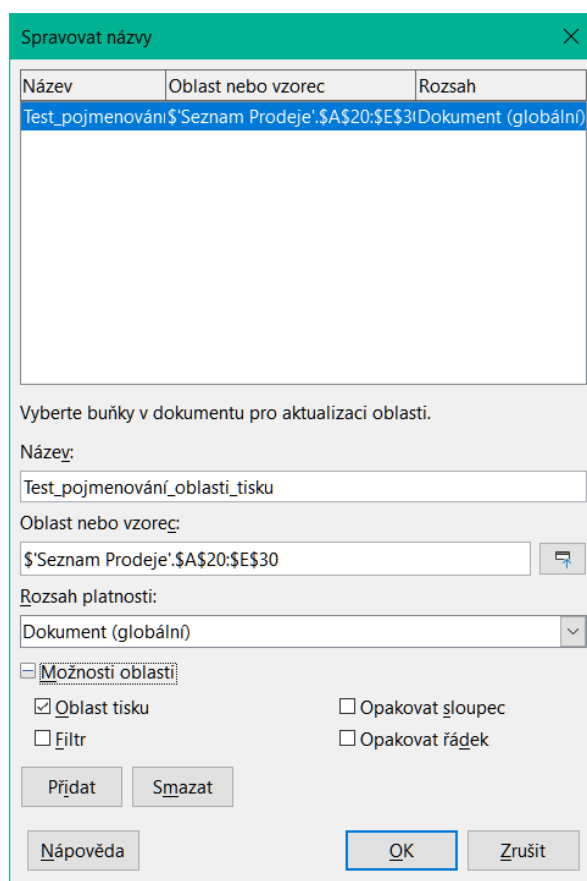 Spravovat názvy
Název Oblast nebo vzorec Rozsah
Test_pojmenování $'Seznam Prodeje'.$A$20:$E$30 Dokument (globální)
Vyberte buňky v dokumentu pro aktualizaci oblasti.
Název:
Test_pojmenování_oblasti_tisku
Oblast nebo vzorec:
$'Seznam Prodeje'.$A$20:$E$30
Rozsah platnosti:
Dokument (globální)
Možnosti oblasti
Oblast tisku Opakovat sloupec
Filtr Opakovat řádek
Přidat Smazat
Nápověda OK Zrušit